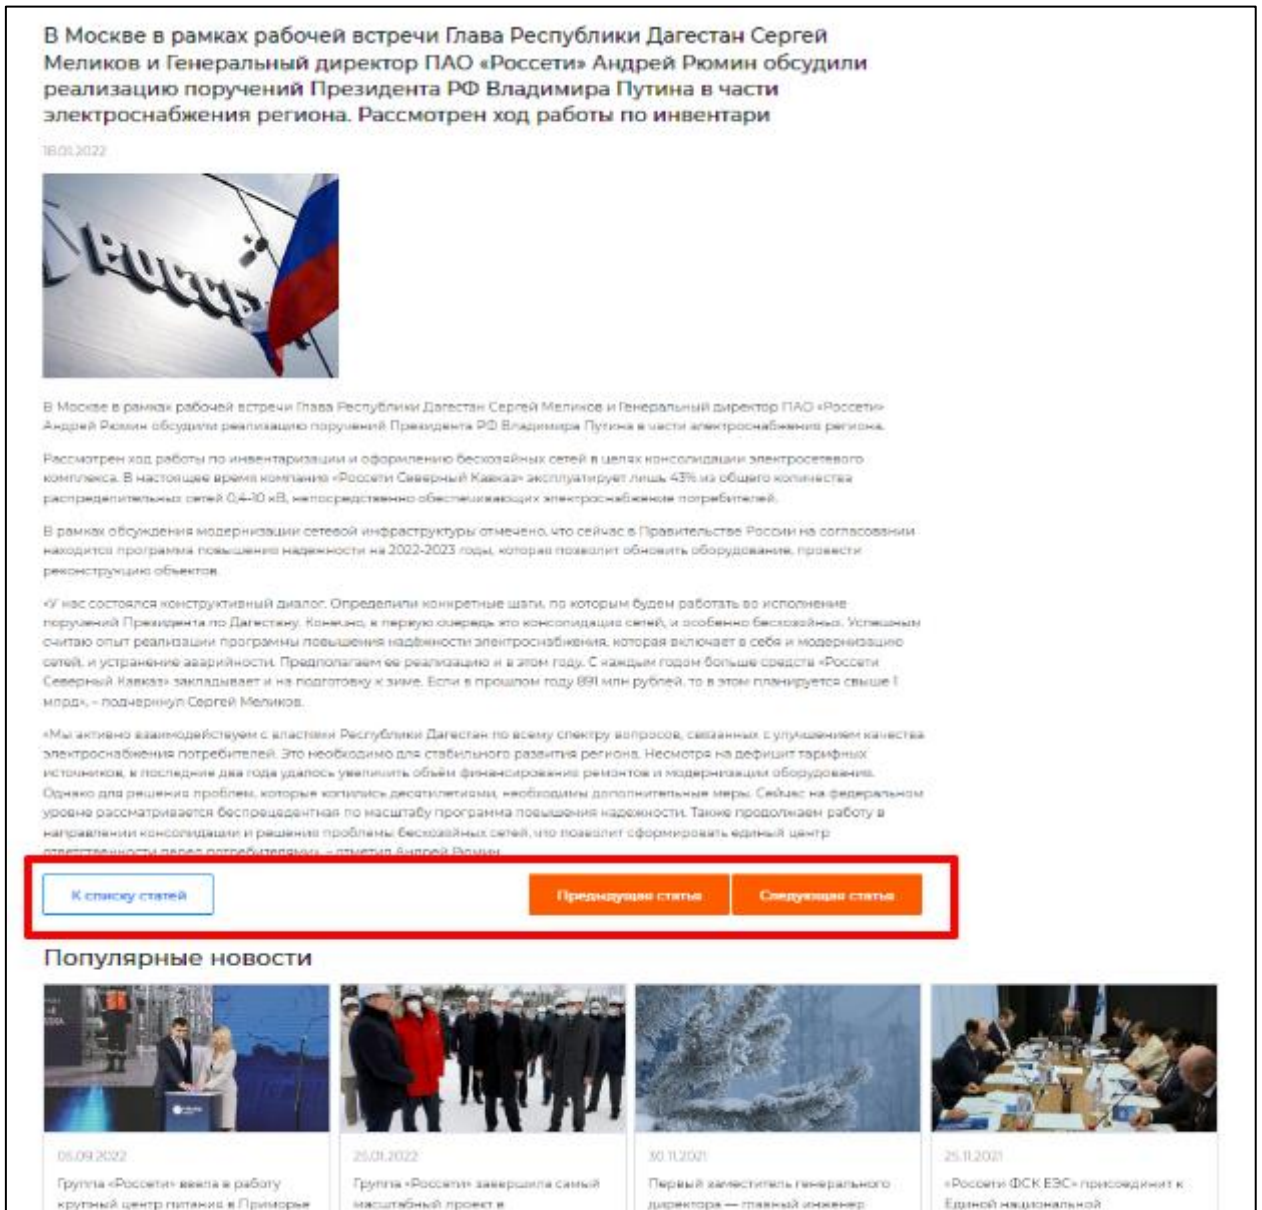 В Москве в рамках рабочей встречи Глава Республики Дагестан Сергей
Меликов и Генеральный директор ПАО «Россети» Андрей Рюмин обсудили
реализацию поручений Президента РФ Владимира Путина в части
электроснабжения региона. Рассмотрен ход работы по инвентари
18.01.2022
РОССЕТИ
В Москве в рамках рабочей встречи Глава Республики Дагестан Сергей Меликов и Генеральный директор ПАО «Россети»
Андрей Рюмин обсудили реализацию поручений Президента РФ Владимира Путина в части электроснабжения региона.
Рассмотрен ход работы по инвентаризации и оформлению бесхозяйных сетей в целях консолидации электросетевого
комплекса. В настоящее время компания «Россети Северный Кавказ» эксплуатирует лишь 43% из общего количества
распределительных сетей 0,4-10 кВ, непосредственно обеспечивающих электроснабжение потребителей.
В рамках обсуждения модернизации сетевой инфраструктуры отмечено, что сейчас в Правительстве России на согласовании
находится программа повышения надежности на 2022-2023 годы, которая позволит обновить оборудование, провести
реконструкцию объектов.
«У нас состоялся конструктивный диалог. Определили конкретные шаги, по которым будем работать во исполнение
поручений Президента по Дагестану. Конечно, в первую очередь это консолидация сетей, и особенно бесхозяйных. Успешным
считаю опыт реализации программы повышения надёжности электроснабжения, которая включает в себя и модернизацию
сетей, и устранение аварийности. Предполагаем ее реализацию и в этом году. С каждым годом больше средств «Россети
Северный Кавказ» закладывает и на подготовку к зиме. Если в прошлом году 891 млн рублей, то в этом планируется свыше 1
млрд», – подчеркнул Сергей Меликов.
«Мы активно взаимодействуем с властями Республики Дагестан по всему спектру вопросов, связанных с улучшением качества
электроснабжения потребителей. Это необходимо для стабильного развития региона. Несмотря на дефицит тарифных
источников, в последние два года удалось увеличить объём финансирования ремонтов и модернизации оборудования.
Однако для решения проблем, которые копились десятилетиями, необходимы дополнительные меры. Сейчас на федеральном
уровне рассматривается беспрецедентная по масштабу программа повышения надежности. Также продолжаем работу в
направлении консолидации и решения проблемы бесхозяйных сетей, что позволит сформировать единый центр
ответственности перед потребителями», – отметил Андрей Рюмин.
К списку статей Предыдущая статья Следующая статья
Популярные новости
05.09.2022 25.01.2022 30.11.2021 25.11.2021
Группа «Россети» ввела в работу Группа «Россети» завершила самый Первый заместитель генерального «Россети ФСК ЕЭС» присоединит к
крупный центр питания в Приморье масштабный проект в директора — главный инженер Единой национальной